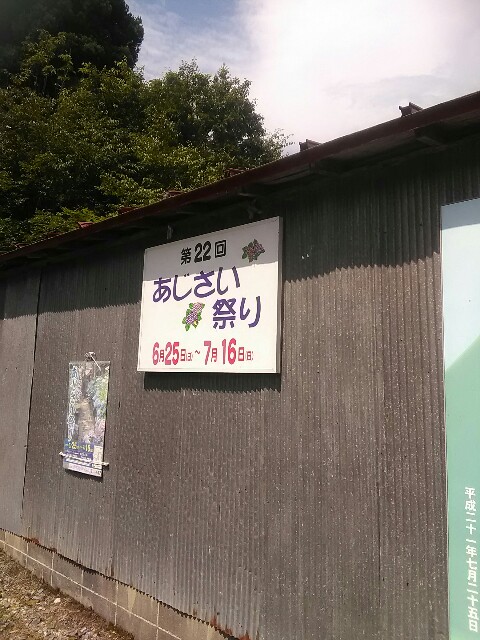 第22回
あじさい
祭り
6月25日(日)~7月16日(日)
平成二十一年七月二十五日